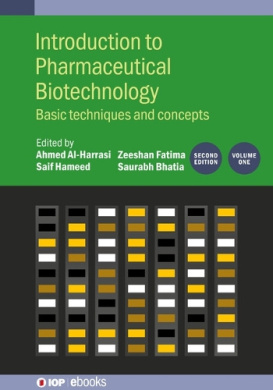 Introduction to
Pharmaceutical
Biotechnology
Basic techniques and concepts
Edited by
Ahmed Al-Harrasi Zeeshan Fatima
Saif Hameed Saurabh Bhatia
SECOND
EDITION
VOLUME
ONE
IOP ebooks